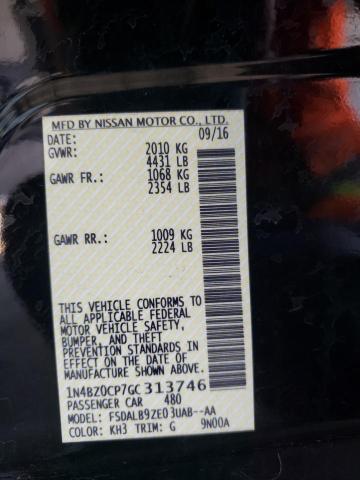 MFD BY NISSAN MOTOR CO., LTD.
DATE: 09/16
GVWR: 2010 KG
4431 LB
GAWR FR.: 1068 KG
2354 LB
GAWR RR.: 1009 KG
2224 LB
THIS VEHICLE CONFORMS TO
ALL APPLICABLE FEDERAL
MOTOR VEHICLE SAFETY,
BUMPER, AND THEFT
PREVENTION STANDARDS IN
EFFECT ON THE DATE OF
MANUFACTURE SHOWN ABOVE.
1N4BZ0CP7GC313746
PASSENGER CAR 480
MODEL: FSDALB9ZE03UAB--AA
COLOR: KH3 TRIM: G 9N00A